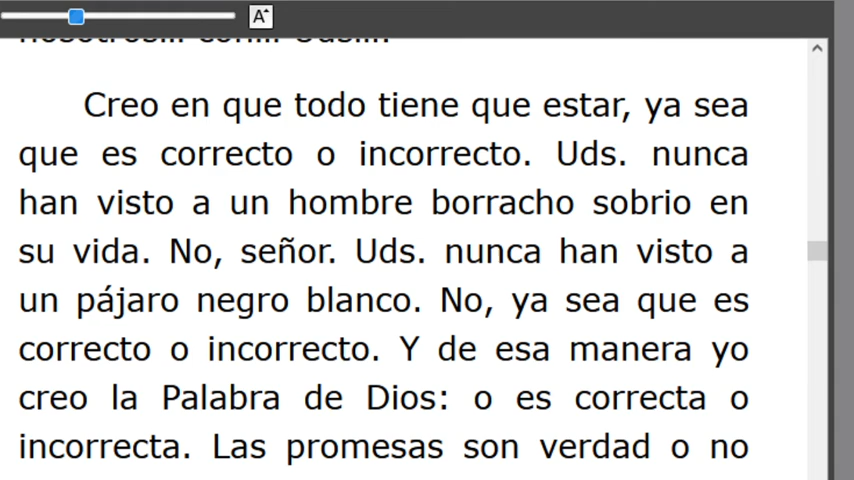 A
Creo en que todo tiene que estar, ya sea
que es correcto o incorrecto. Uds. nunca
han visto a un hombre borracho sobrio en
su vida. No, señor. Uds. nunca han visto a
un pájaro negro blanco. No, ya sea que es
correcto o incorrecto. Y de esa manera yo
creo la Palabra de Dios: o es correcta o
incorrecta. Las promesas son verdad o no